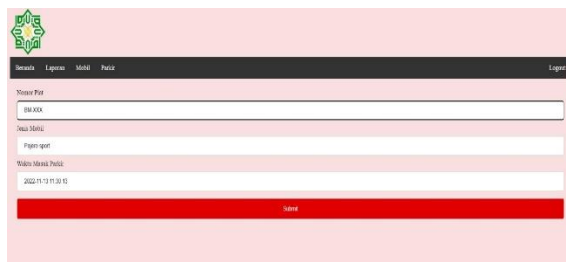 Beranda Laporan Mobil Parkir Logout
Nomor Plat
BM-XXX
Jenis Mobil
Pajero sport
Waktu Masuk Parkir
2022-11-13 11:30:13
Submit